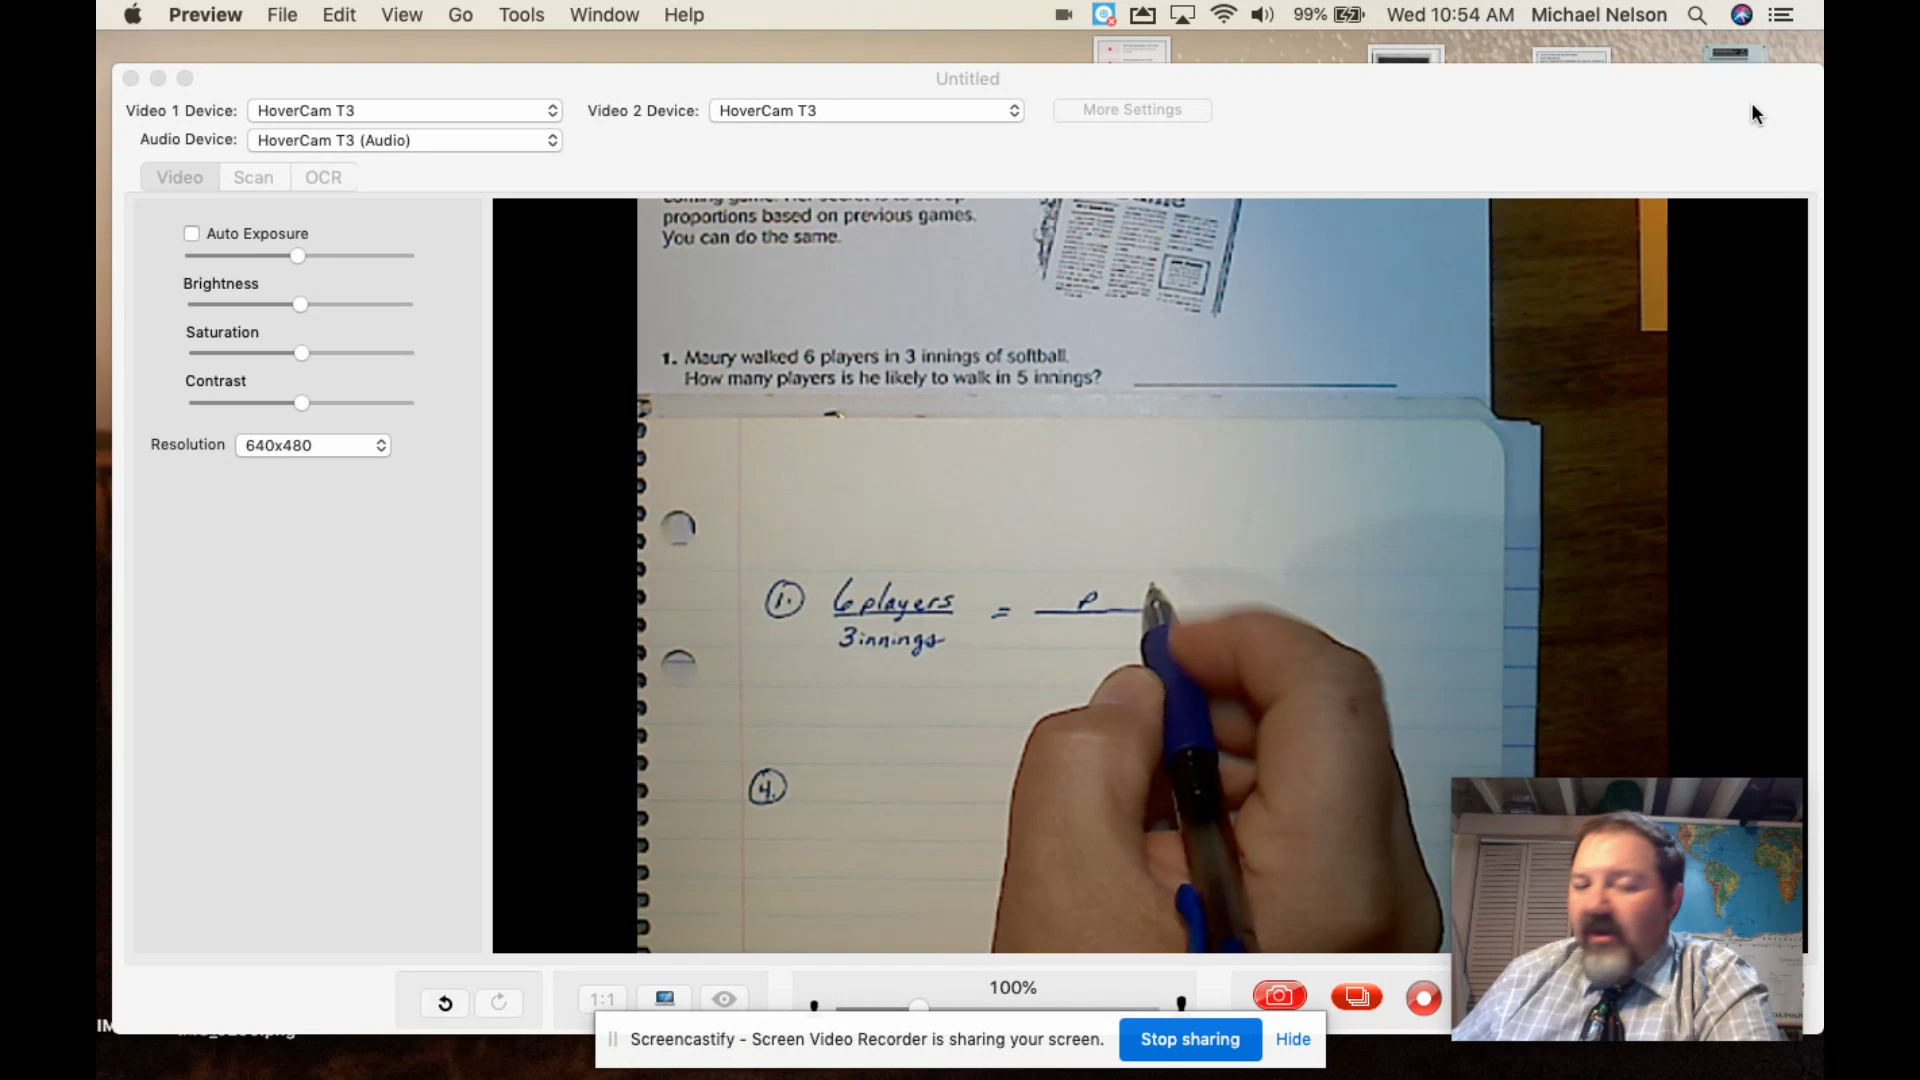 Preview File Edit View Go Tools Window Help 99% Wed 10:54 AM Michael Nelson
Untitled
Video 1 Device: HoverCam T3 Video 2 Device: HoverCam T3 More Settings
Audio Device: HoverCam T3 (Audio)
Video Scan OCR
Auto Exposure
Brightness
Saturation
Contrast
Resolution 640x480
proportions based on previous games.
You can do the same.
1. Maury walked 6 players in 3 innings of softball.
How many players is he likely to walk in 5 innings?
1. 6 players = p
3 innings
4.
1:1 100%
Screencastify - Screen Video Recorder is sharing your screen. Stop sharing Hide